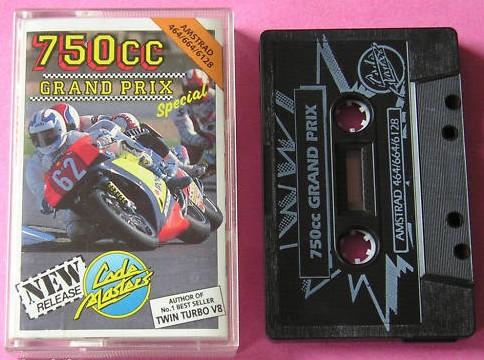 750cc
GRAND PRIX
Special
AMSTRAD
464/664/6128
62
NEW
RELEASE
Code
Masters
AUTHOR OF
No.1 BEST SELLER
TWIN TURBO V8
Code
Masters
750cc GRAND PRIX
AMSTRAD 464/664/6128